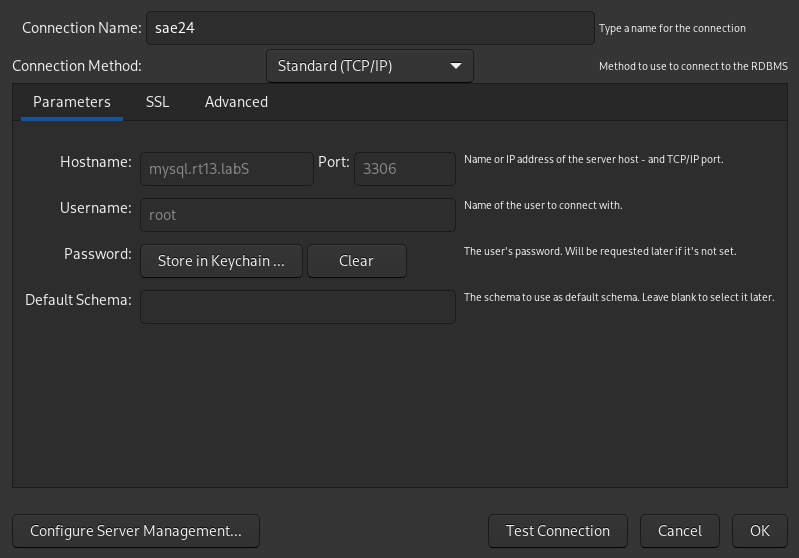 Connection Name: sae24 Type a name for the connection
Connection Method: Standard (TCP/IP) Method to use to connect to the RDBMS
Parameters SSL Advanced
Hostname: mysql.rt13.labS Port: 3306 Name or IP address of the server host - and TCP/IP port.
Username: root Name of the user to connect with.
Password: Store in Keychain ... Clear The user's password. Will be requested later if it's not set.
Default Schema: The schema to use as default schema. Leave blank to select it later.
Configure Server Management... Test Connection Cancel OK